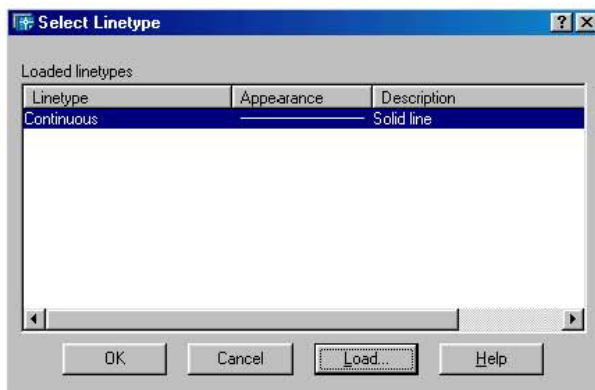 Select Linetype
Loaded linetypes
Linetype Appearance Description
Continuous Solid line
OK Cancel Load... Help